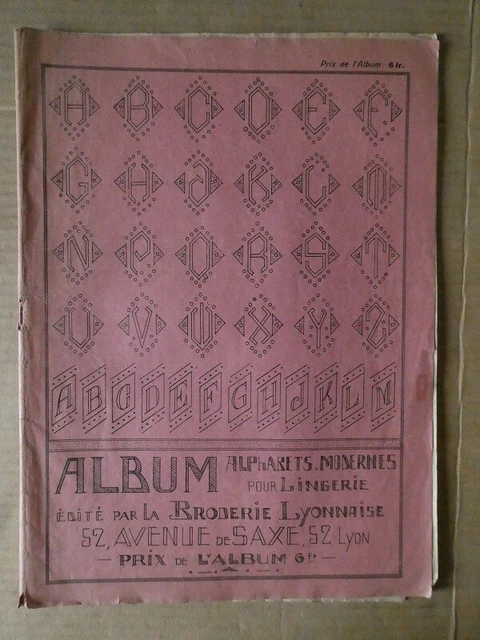 Prix de l'Album 6 fr.
A B C D E F
G H J K L M
N P Q R S T
U V W X Y Z
A B C D E F G H J K L M
ALBUM ALPHABETS MODERNES
POUR LINGERIE
ÉDITÉ PAR LA BRODERIE LYONNAISE
52, AVENUE DE SAXE, 52 LYON
— PRIX DE L'ALBUM 6 fr —